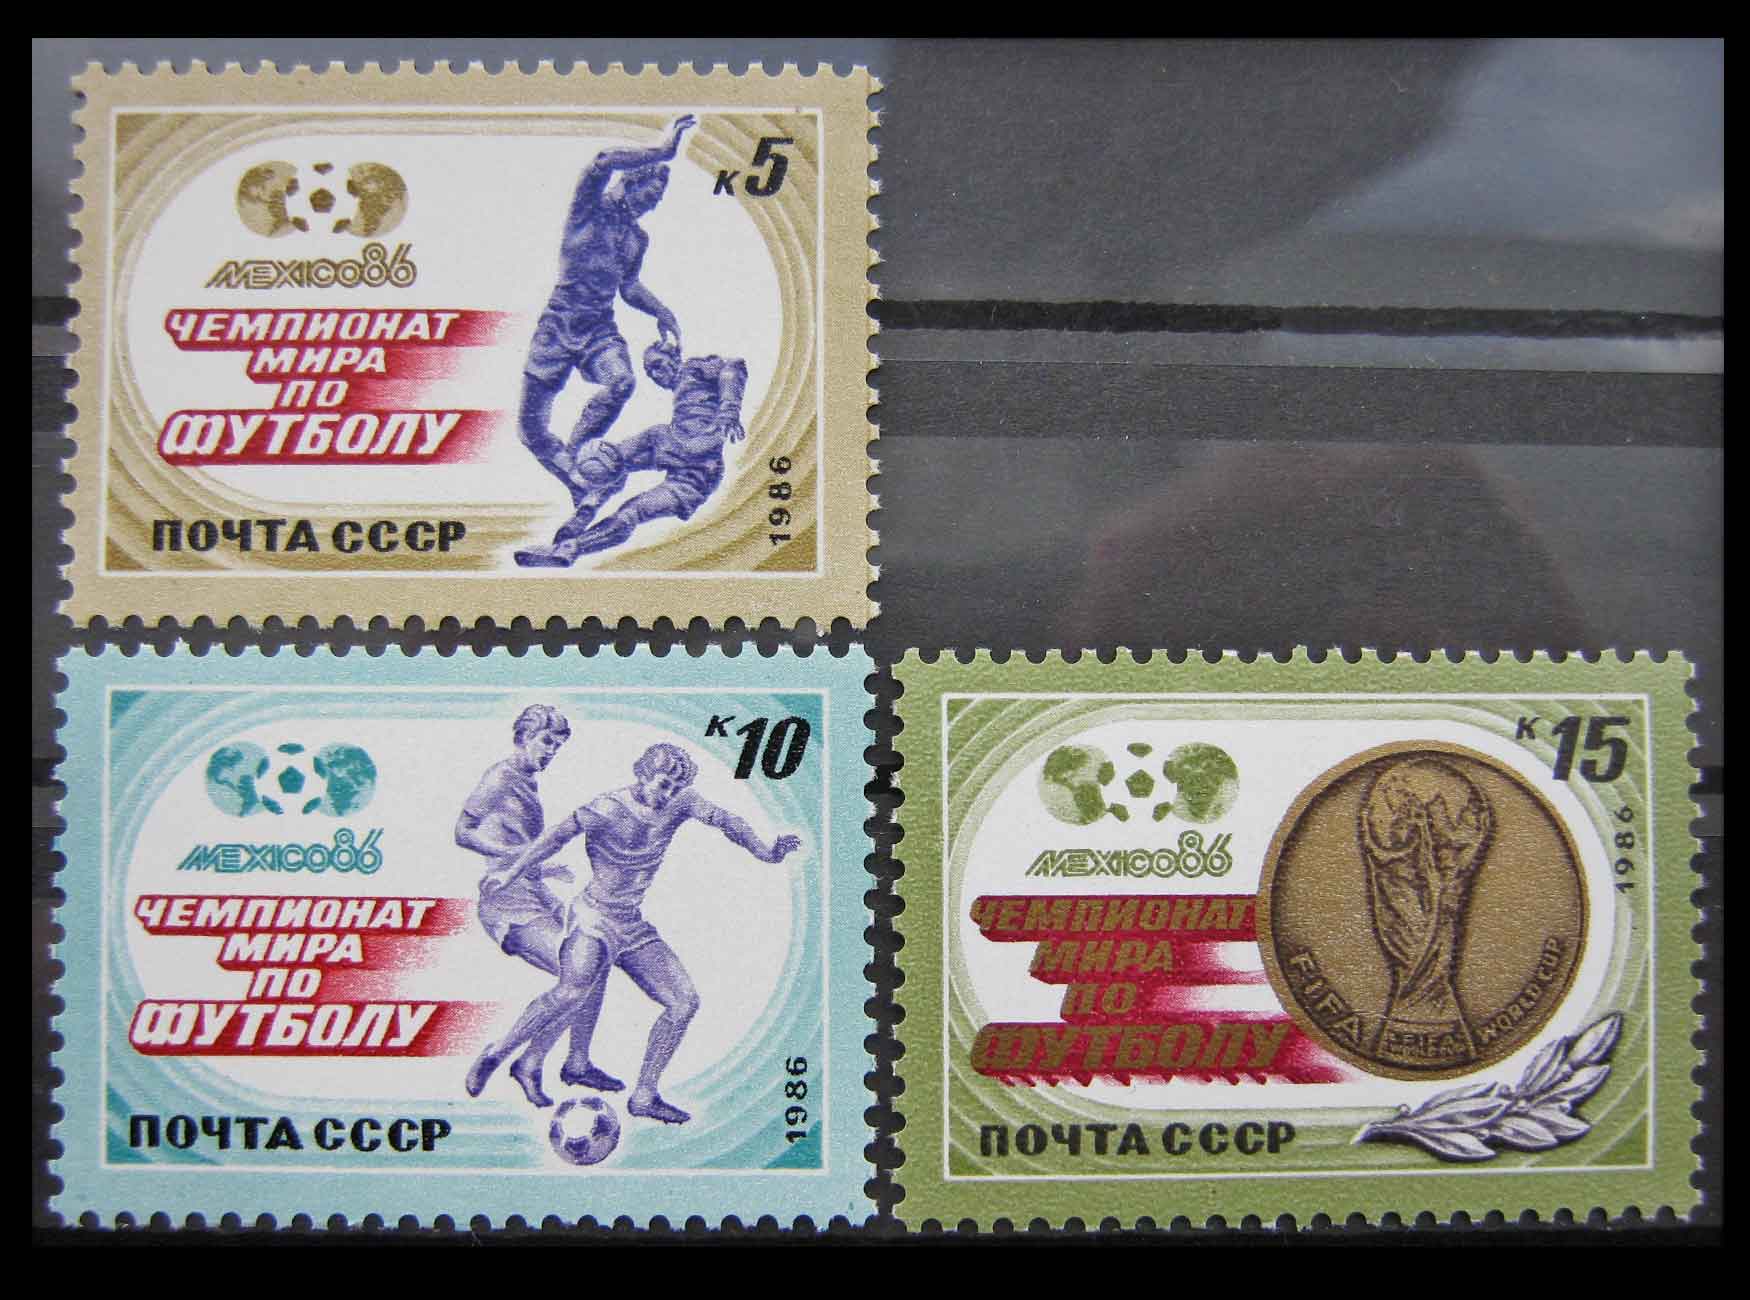 к5
MEXICO86
ЧЕМПИОНАТ
МИРА
ПО
ФУТБОЛУ
ПОЧТА СССР
1986
к10
MEXICO86
ЧЕМПИОНАТ
МИРА
ПО
ФУТБОЛУ
ПОЧТА СССР
1986
к15
MEXICO86
ЧЕМПИОНАТ
МИРА
ПО
ФУТБОЛУ
FIFA
WORLD CUP
ПОЧТА СССР
1986